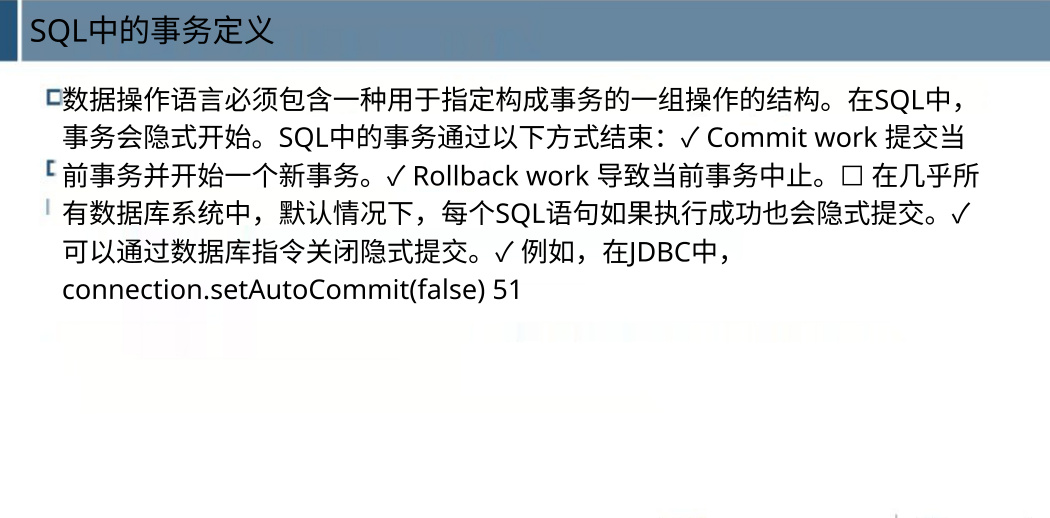 SQL中的事务定义
数据操作语言必须包含一种用于指定构成事务的一组操作的结构。在SQL中，
事务会隐式开始。SQL中的事务通过以下方式结束：✓ Commit work 提交当
前事务并开始一个新事务。✓ Rollback work 导致当前事务中止。☐ 在几乎所
有数据库系统中，默认情况下，每个SQL语句如果执行成功也会隐式提交。✓
可以通过数据库指令关闭隐式提交。✓ 例如，在JDBC中，
connection.setAutoCommit(false) 51